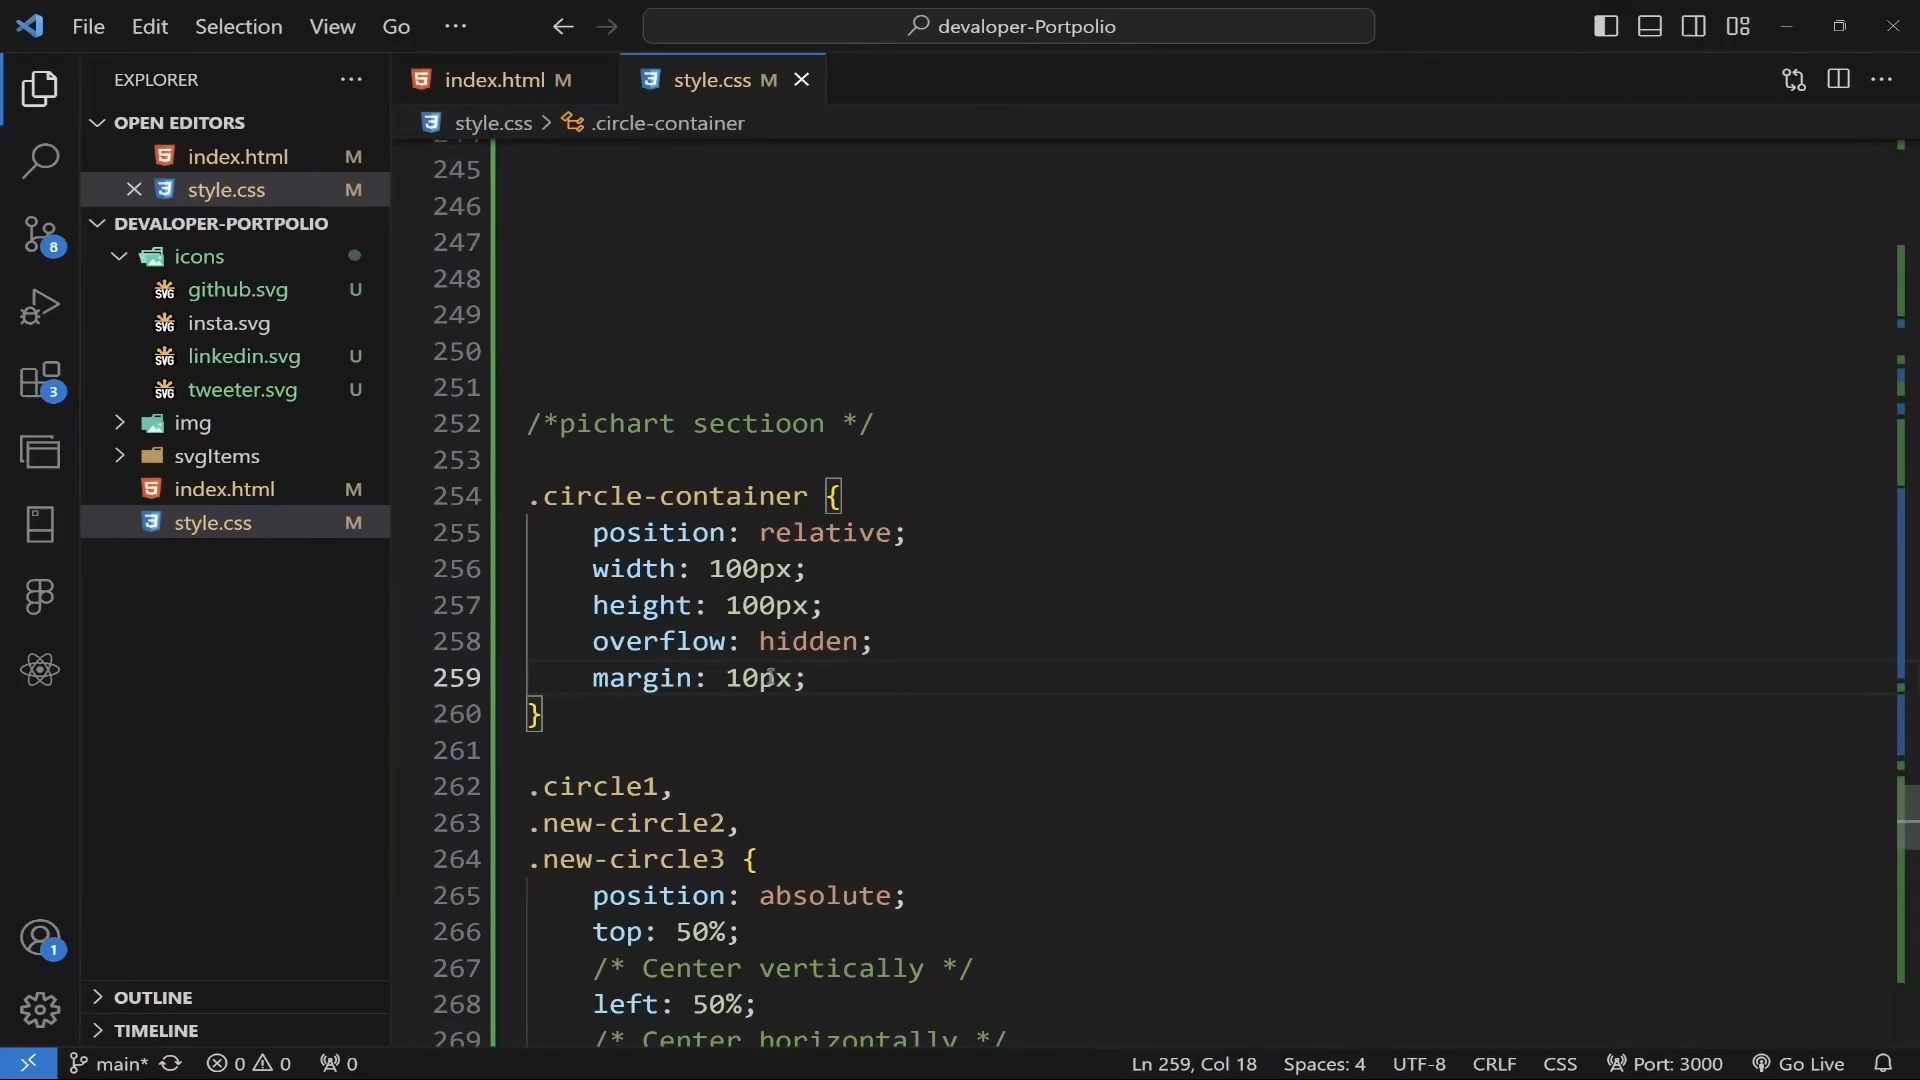 File Edit Selection View Go ··· devaloper-Portpolio
EXPLORER ···
OPEN EDITORS
index.html M
style.css M
DEVALOPER-PORTPOLIO
icons
github.svg U
insta.svg
linkedin.svg U
tweeter.svg U
img
svgItems
index.html M
style.css M
OUTLINE
TIMELINE
8
3
1
index.html M style.css M
style.css > .circle-container
245
246
247
248
249
250
251
252 /*pichart sectioon */
253
254 .circle-container {
255 position: relative;
256 width: 100px;
257 height: 100px;
258 overflow: hidden;
259 margin: 10px;
260 }
261
262 .circle1,
263 .new-circle2,
264 .new-circle3 {
265 position: absolute;
266 top: 50%;
267 /* Center vertically */
268 left: 50%;
269 /* Center horizontally */
main* 0 0 0 Ln 259, Col 18 Spaces: 4 UTF-8 CRLF CSS Port: 3000 Go Live